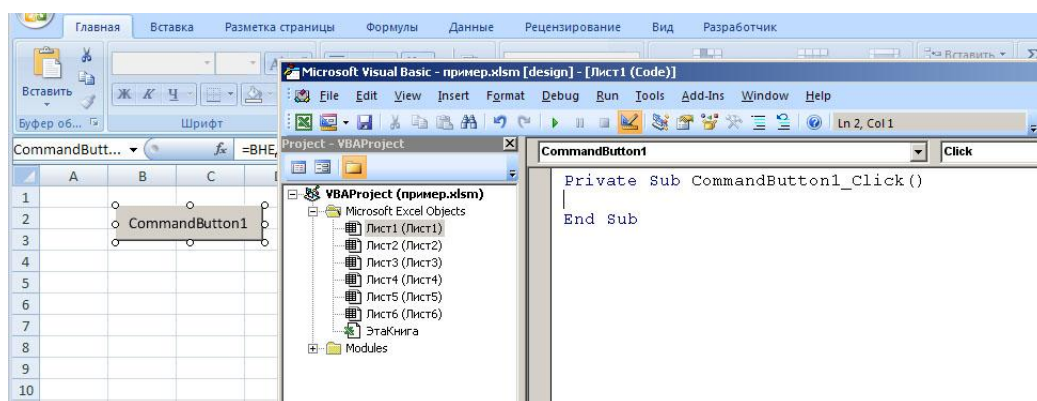 Главная Вставка Разметка страницы Формулы Данные Рецензирование Вид Разработчик
Вставить
Ж К Ч
Вставить
Буфер об... Шрифт
CommandButt... fx =ВНЕ,
A B C
1
2
3
4
5
6
7
8
9
10
CommandButton1
Microsoft Visual Basic - пример.xlsm [design] - [Лист1 (Code)]
File Edit View Insert Format Debug Run Tools Add-Ins Window Help
Ln 2, Col 1
Project - VBAProject
VBAProject (пример.xlsm)
Microsoft Excel Objects
Лист1 (Лист1)
Лист2 (Лист2)
Лист3 (Лист3)
Лист4 (Лист4)
Лист5 (Лист5)
Лист6 (Лист6)
ЭтаКнига
Modules
CommandButton1 Click
Private Sub CommandButton1_Click()
End Sub